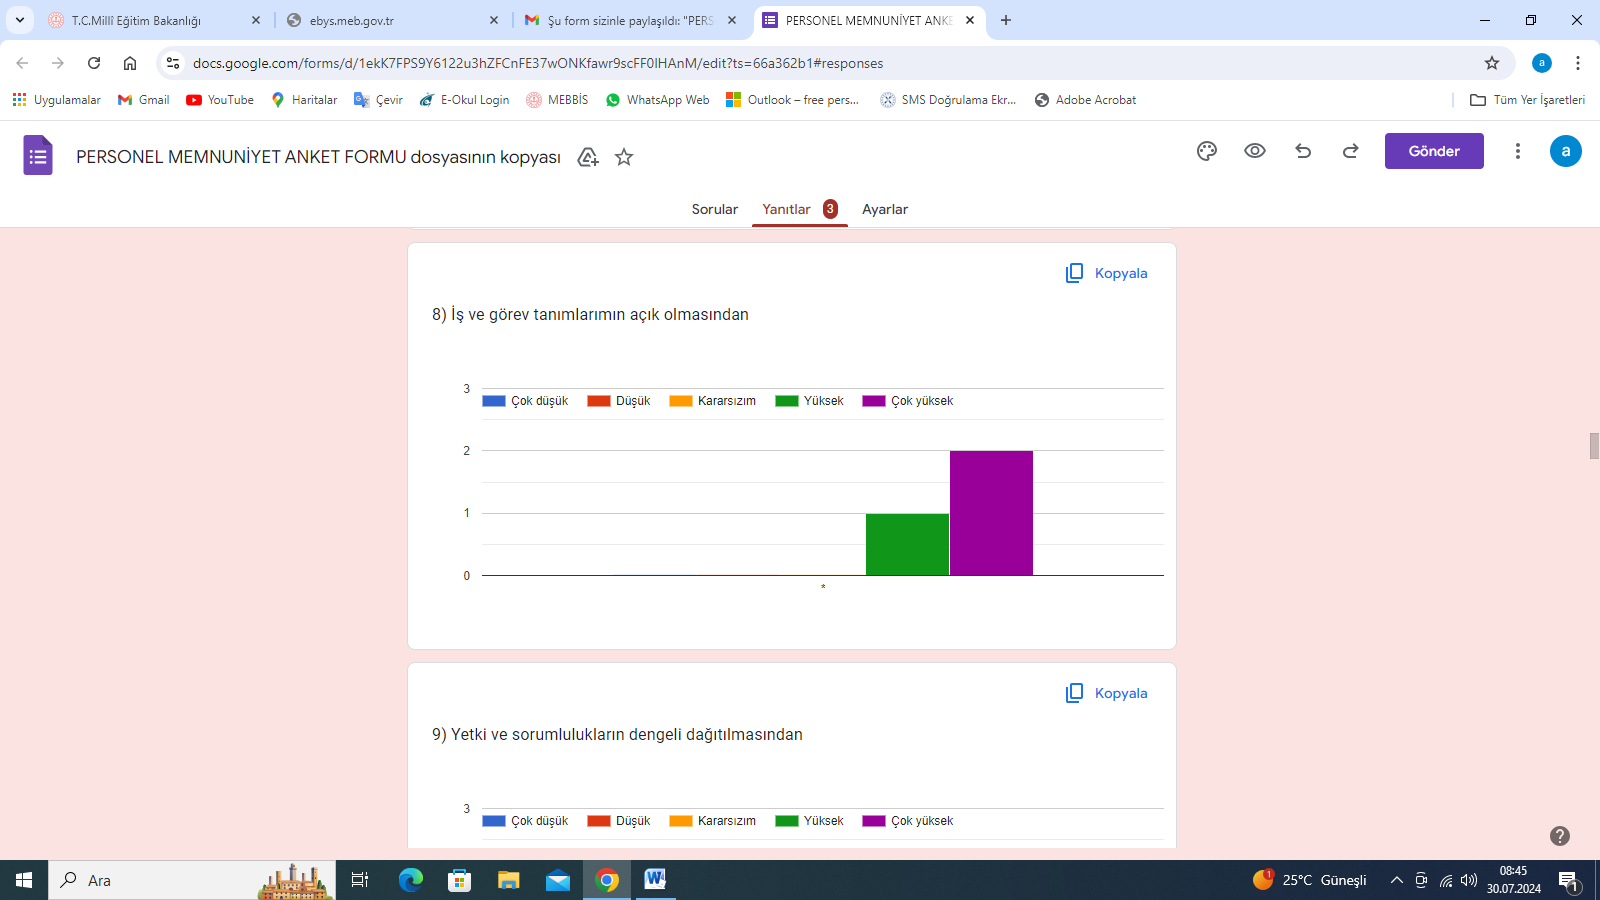 T.C.Millî Eğitim Bakanlığı
ebys.meb.gov.tr
Şu form sizinle paylaşıldı: "PERS
PERSONEL MEMNUNİYET ANKE
docs.google.com/forms/d/1ekK7FPS9Y6122u3hZFCnFE37wONKfawr9scFF0IHAnM/edit?ts=66a362b1#responses
a
Uygulamalar
Gmail
YouTube
Haritalar
Çevir
E-Okul Login
MEBBİS
WhatsApp Web
Outlook – free pers...
SMS Doğrulama Ekr...
Adobe Acrobat
Tüm Yer İşaretleri
PERSONEL MEMNUNİYET ANKET FORMU dosyasının kopyası
Gönder
a
Sorular
Yanıtlar 3
Ayarlar
Kopyala
8) İş ve görev tanımlarımın açık olmasından
3
Çok düşük
Düşük
Kararsızım
Yüksek
Çok yüksek
2
1
0
*
Kopyala
9) Yetki ve sorumlulukların dengeli dağıtılmasından
3
Çok düşük
Düşük
Kararsızım
Yüksek
Çok yüksek
?
Ara
W
1
25°C Güneşli
08:45
30.07.2024
1